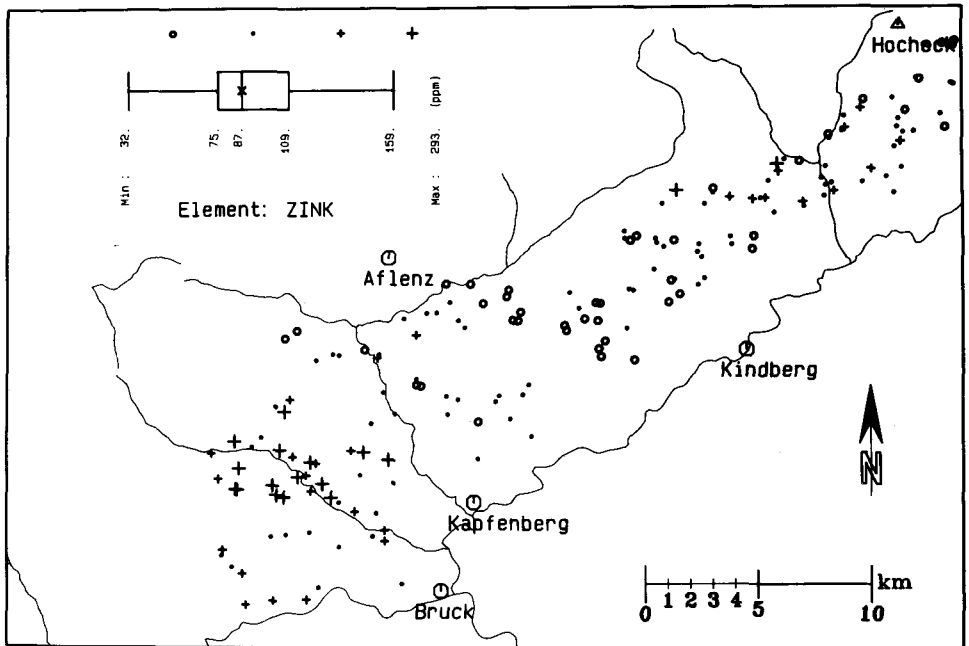 Hocheck
Min : 32. 75. 87. 109. 159. Max : 293. (ppm)
Element: ZINK
Aflenz
Kindberg
N
Kapfenberg
Bruck
km
0 1 2 3 4 5 10